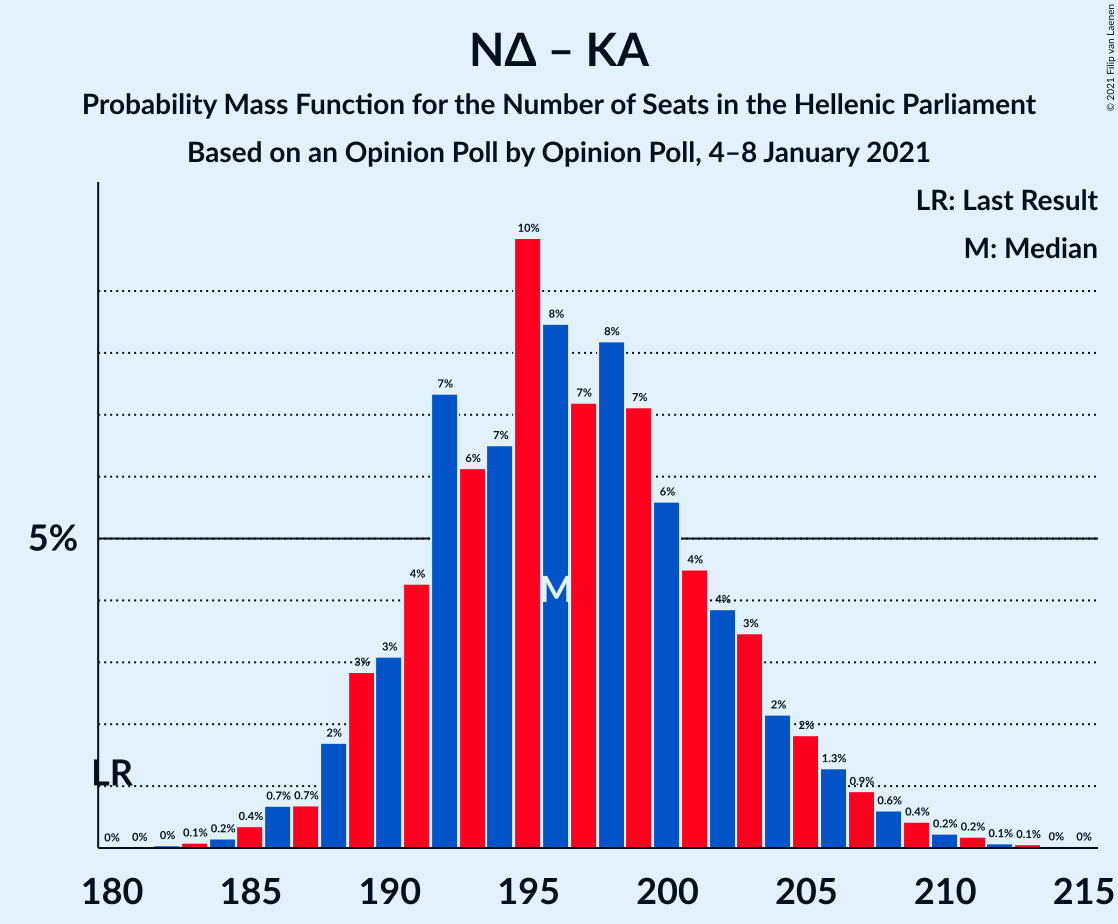 © 2021 Filip van Laenen
ΝΔ – ΚΑ
Probability Mass Function for the Number of Seats in the Hellenic Parliament
Based on an Opinion Poll by Opinion Poll, 4–8 January 2021
LR: Last Result
M: Median
10%
8%
8%
7%
7%
7%
7%
6%
6%
5%
4%
4%
M
4%
3%
3%
3%
2%
2%
2%
LR
1.3%
0.9%
0.7% 0.7%
0.6%
0.4%
0.4%
0% 0% 0% 0.1% 0.2%
0.2% 0.2% 0.1% 0.1% 0% 0%
180 185 190 195 200 205 210 215